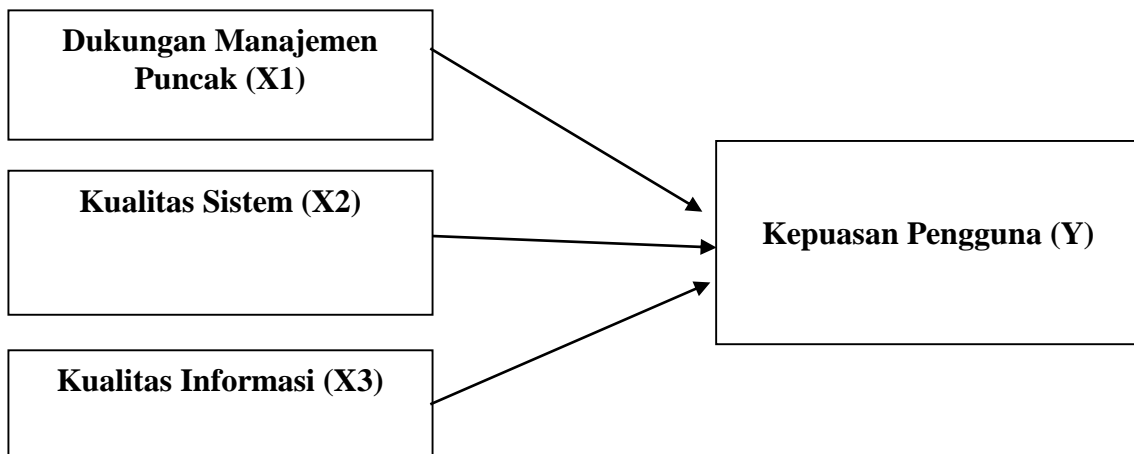 Dukungan Manajemen
Puncak (X1)
Kualitas Sistem (X2)
Kepuasan Pengguna (Y)
Kualitas Informasi (X3)